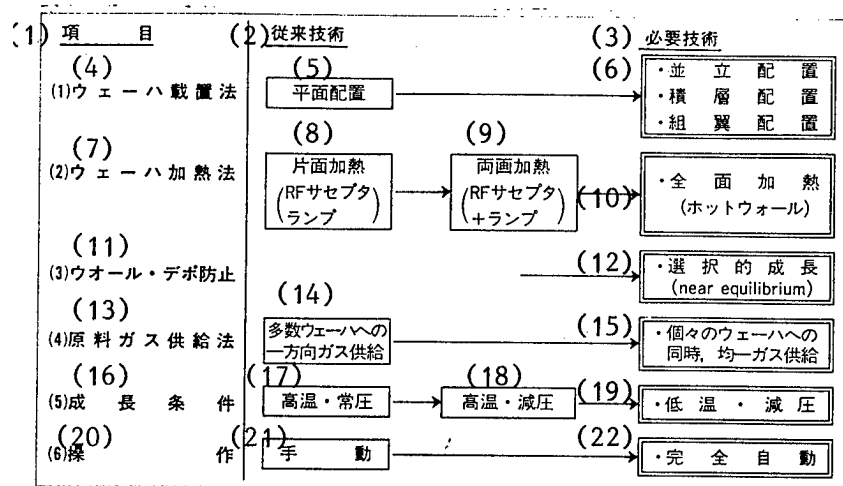 (1) 項 目 (2) 従来技術 (3) 必要技術
(4) (5) (6)
(1)ウェーハ載置法 平面配置 ・並立配置
・積層配置
・組翼配置
(7) (8) (9)
(2)ウェーハ加熱法 片面加熱 両画加熱 (10) ・全面加熱
(RFサセプタ (RFサセプタ (ホットウォール)
ランプ) +ランプ)
(11) (12)
(3)ウオール・デポ防止 ・選択的成長
(near equilibrium)
(13) (14) (15)
(4)原料ガス供給法 多数ウェーハへの ・個々のウェーハへの
一方向ガス供給 同時, 均一ガス供給
(16) (17) (18) (19)
(5)成長条件 高温・常圧 高温・減圧 ・低温・減圧
(20) (21) (22)
(6)操作 手動 ・完全自動